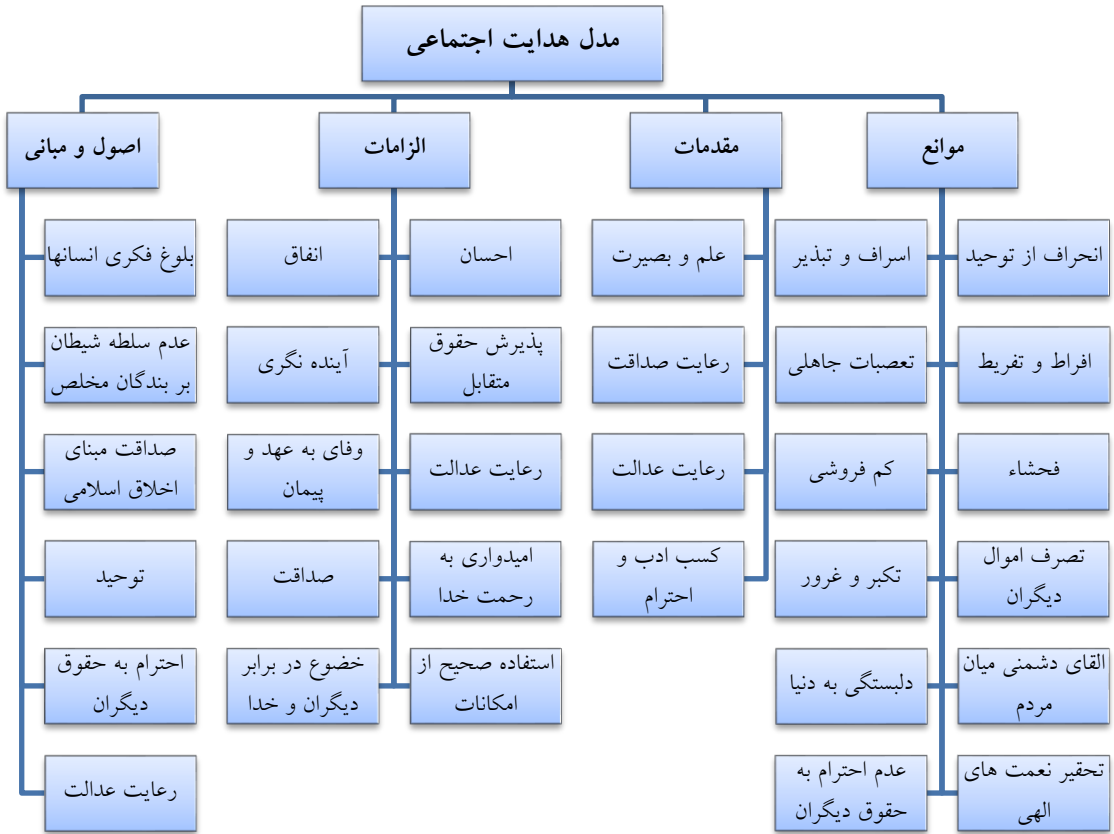 مدل هدایت اجتماعی
موانع
انحراف از توحید
اسراف و تبذیر
افراط و تفریط
تعصبات جاهلی
فحشاء
کم فروشی
تصرف اموال
دیگران
تکبر و غرور
القای دشمنی میان
مردم
دلبستگی به دنیا
تحقیر نعمت های
الهی
عدم احترام به
حقوق دیگران
مقدمات
علم و بصیرت
رعایت صداقت
رعایت عدالت
کسب ادب و
احترام
الزامات
احسان
انفاق
پذیرش حقوق
متقابل
آینده نگری
رعایت عدالت
وفای به عهد و
پیمان
امیدواری به
رحمت خدا
صداقت
استفاده صحیح از
امکانات
خضوع در برابر
دیگران و خدا
اصول و مبانی
بلوغ فکری انسانها
عدم سلطه شیطان
بر بندگان مخلص
صداقت مبنای
اخلاق اسلامی
توحید
احترام به حقوق
دیگران
رعایت عدالت